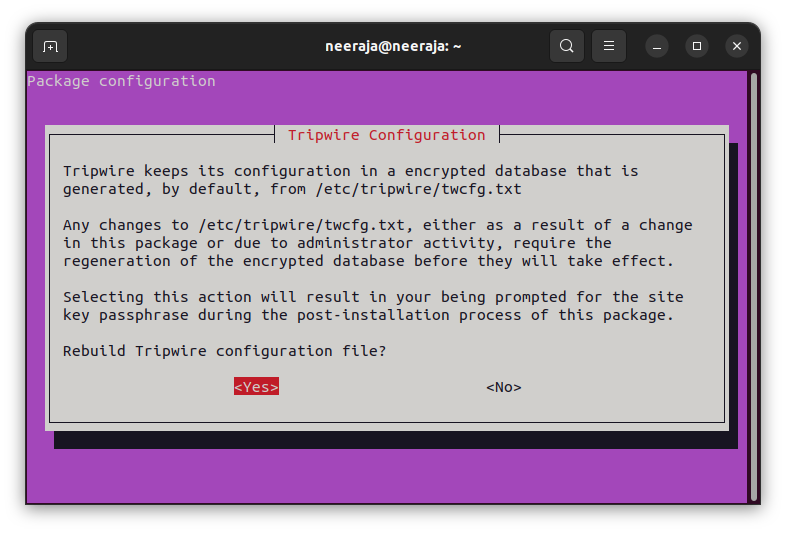 neeraja@neeraja: ~
Package configuration
Tripwire Configuration
Tripwire keeps its configuration in a encrypted database that is
generated, by default, from /etc/tripwire/twcfg.txt
Any changes to /etc/tripwire/twcfg.txt, either as a result of a change
in this package or due to administrator activity, require the
regeneration of the encrypted database before they will take effect.
Selecting this action will result in your being prompted for the site
key passphrase during the post-installation process of this package.
Rebuild Tripwire configuration file?
<Yes> <No>